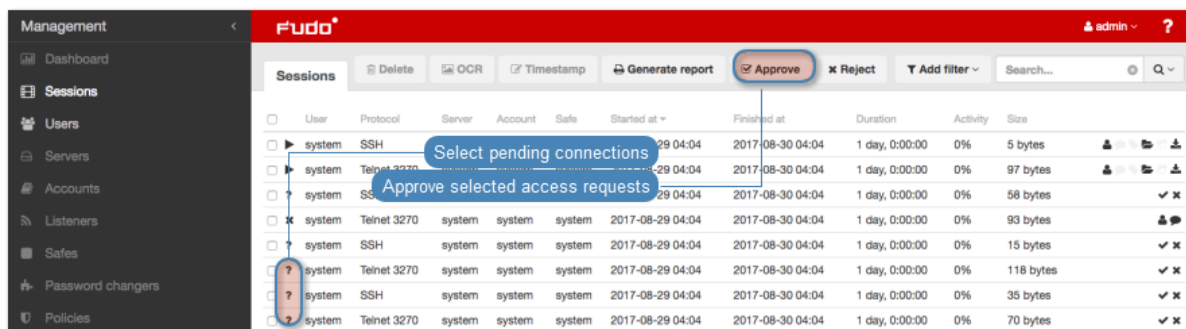 Management FUDO admin ?
Dashboard
Sessions Delete OCR Timestamp Generate report Approve Reject Add filter Search...
Sessions
Users User Protocol Server Account Safe Started at Finished at Duration Activity Size
system SSH 29 04:04 2017-08-30 04:04 1 day, 0:00:00 0% 5 bytes
Select pending connections
Servers
system 29 04:04 2017-08-30 04:04 1 day, 0:00:00 0% 97 bytes
Approve selected access requests
Accounts ? system 29 04:04 2017-08-30 04:04 1 day, 0:00:00 0% 58 bytes
Listeners system Telnet 3270 system system system 2017-08-29 04:04 2017-08-30 04:04 1 day, 0:00:00 0% 93 bytes
? system SSH system system system 2017-08-29 04:04 2017-08-30 04:04 1 day, 0:00:00 0% 15 bytes
Safes
? system Telnet 3270 system system system 2017-08-29 04:04 2017-08-30 04:04 1 day, 0:00:00 0% 118 bytes
Password changers
? system SSH system system system 2017-08-29 04:04 2017-08-30 04:04 1 day, 0:00:00 0% 35 bytes
Policies ? system Telnet 3270 system system system 2017-08-29 04:04 2017-08-30 04:04 1 day, 0:00:00 0% 70 bytes